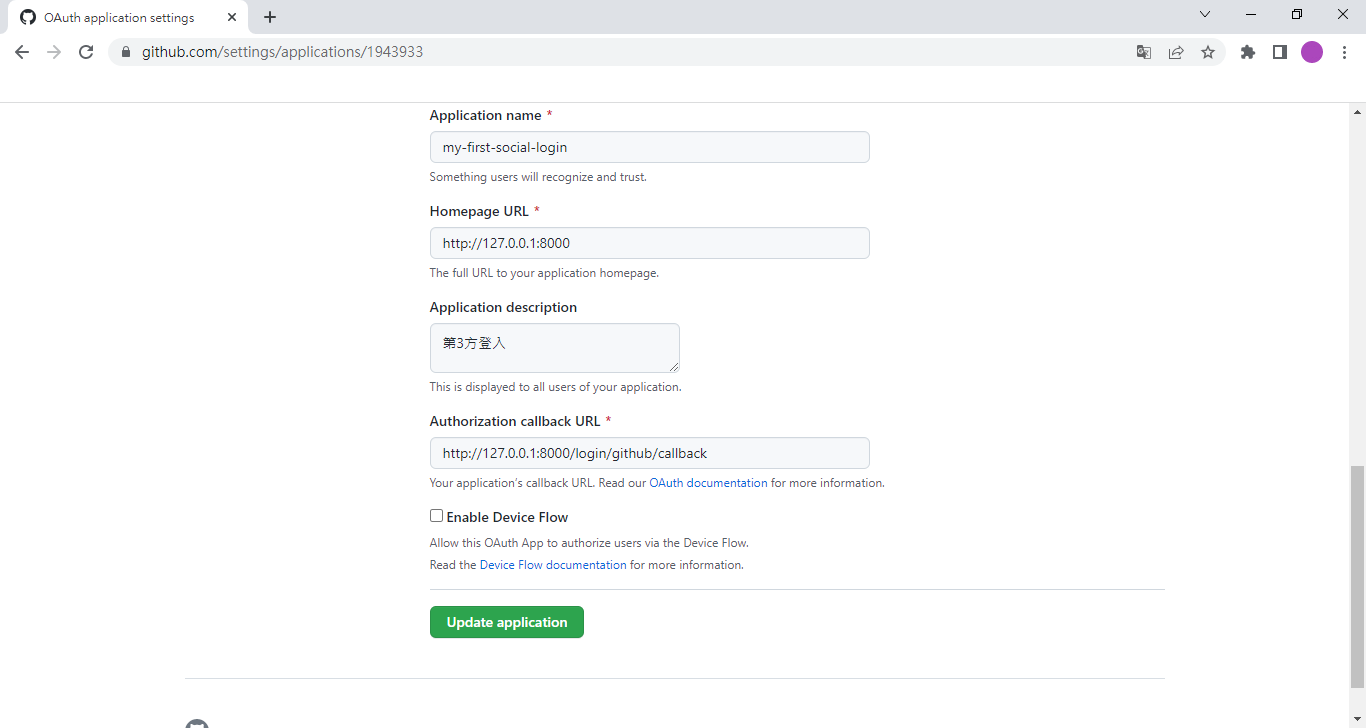 OAuth application settings
github.com/settings/applications/1943933
Application name *
my-first-social-login
Something users will recognize and trust.
Homepage URL *
http://127.0.0.1:8000
The full URL to your application homepage.
Application description
第3方登入
This is displayed to all users of your application.
Authorization callback URL *
http://127.0.0.1:8000/login/github/callback
Your application's callback URL. Read our OAuth documentation for more information.
Enable Device Flow
Allow this OAuth App to authorize users via the Device Flow.
Read the Device Flow documentation for more information.
Update application